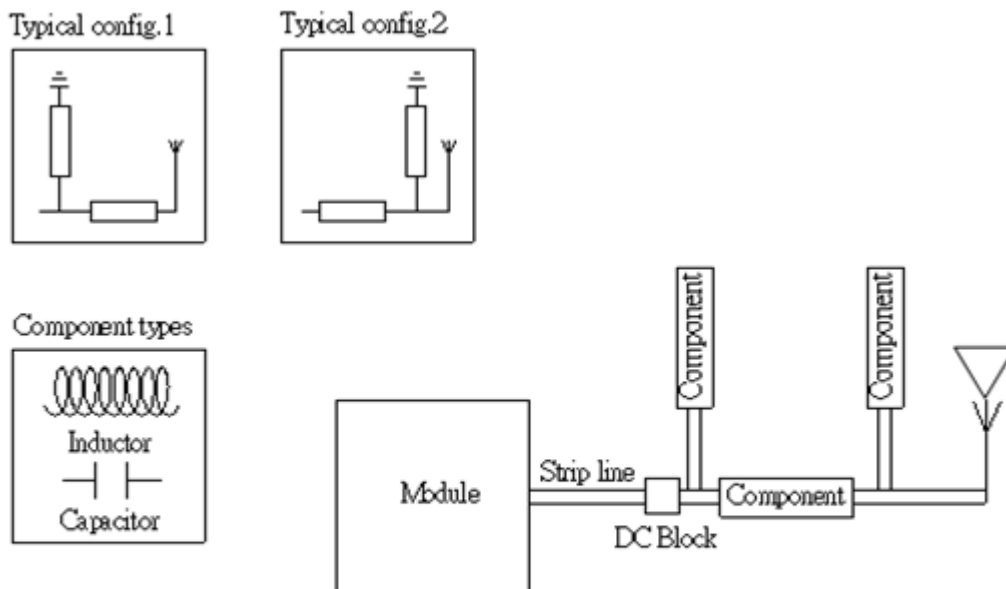 Typical config.1
Typical config.2
Component types
Inductor
Capacitor
Component
Component
Module
Strip line
Component
DC Block